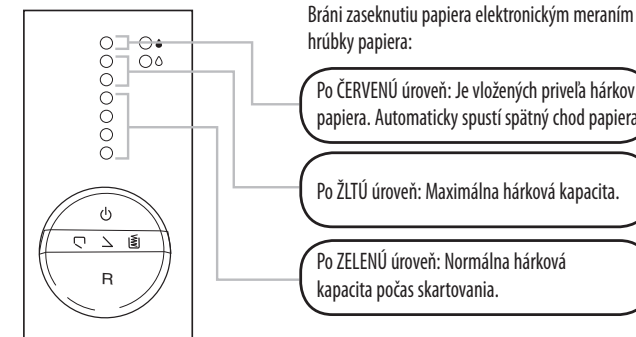 Bráni zaseknutiu papiera elektronickým meraním
hrúbky papiera:
Po ČERVENÚ úroveň: Je vložených priveľa hárkov
papiera. Automaticky spustí spätný chod papiera
Po ŽLTÚ úroveň: Maximálna hárková kapacita.
Po ZELENÚ úroveň: Normálna hárková
kapacita počas skartovania.
R